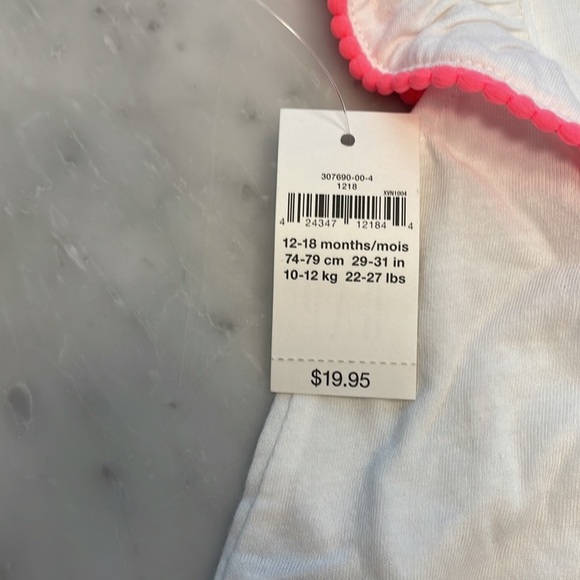 307690-00-4
1218
XVN1004
4 24347 12184 4
12-18 months/mois
74-79 cm 29-31 in
10-12 kg 22-27 lbs
$19.95